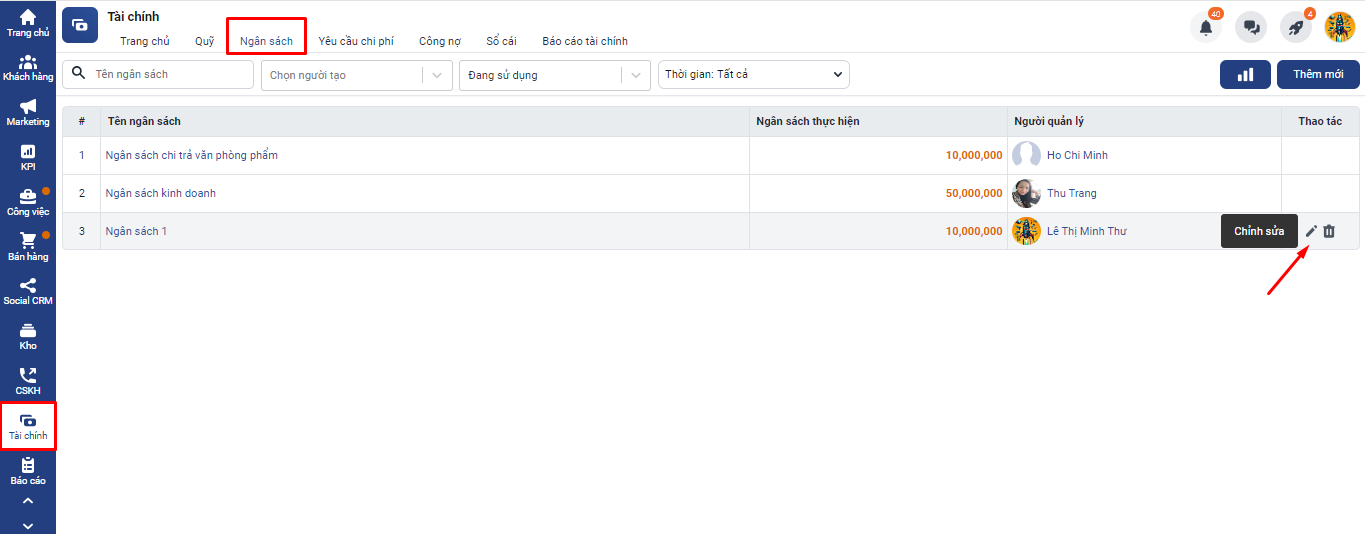 Trang chủ
Khách hàng
Marketing
KPI
Công việc
Bán hàng
Social CRM
Kho
CSKH
Tài chính
Báo cáo
Tài chính
Trang chủ Quỹ Ngân sách Yêu cầu chi phí Công nợ Sổ cái Báo cáo tài chính
40 4
Tên ngân sách Chọn người tạo Đang sử dụng Thời gian: Tất cả Thêm mới
# Tên ngân sách Ngân sách thực hiện Người quản lý Thao tác
1 Ngân sách chi trả văn phòng phẩm 10,000,000 Ho Chi Minh
2 Ngân sách kinh doanh 50,000,000 Thu Trang
3 Ngân sách 1 10,000,000 Lê Thị Minh Thư Chỉnh sửa